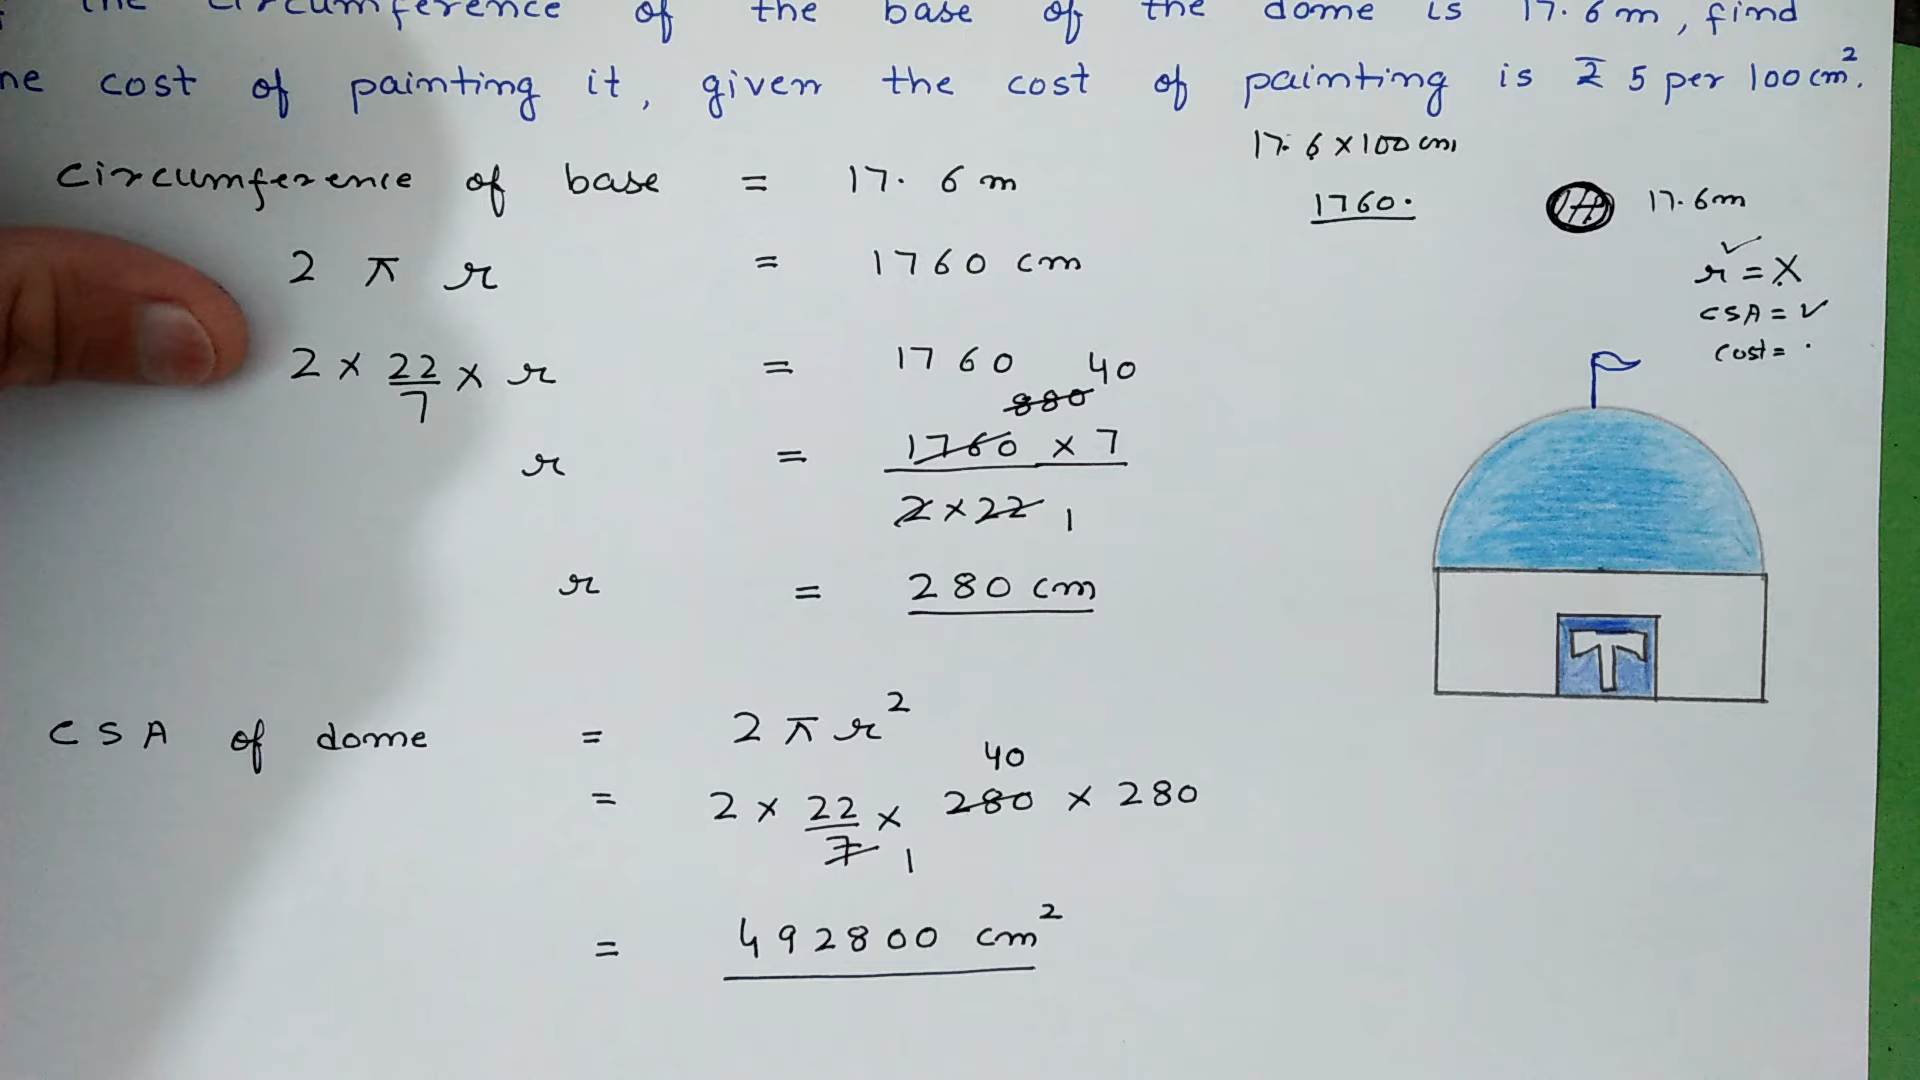 the circumference of the base of the dome is 17.6 m, find
cost of painting it, given the cost of painting is ₹ 5 per 100 cm².
17.6 × 100 cm
1760.
17.6m
circumference of base = 17.6 m
2 π r = 1760 cm
r = ×
CSA = ✓
cost = .
2 × 22/7 × r = 1760
880 40
r = 1760 × 7
2 × 22 1
r = 280 cm
CSA of dome = 2 π r²
40
= 2 × 22/7 × 280 × 280
1
= 492800 cm²